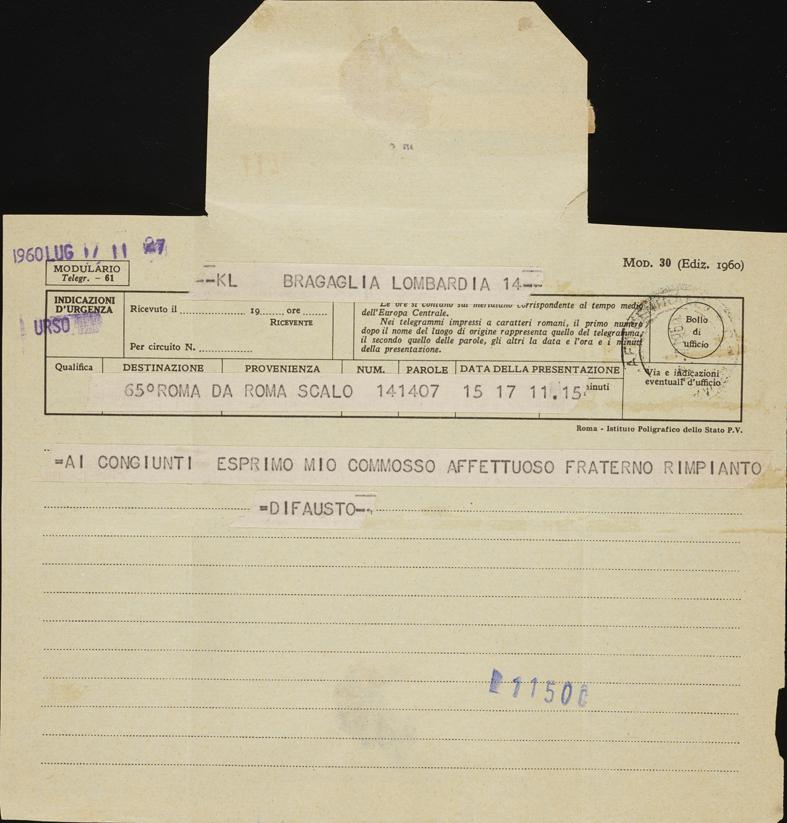 1960 LUG 17 11 27
MODULÁRIO
Telegr. - 61
--KL BRAGAGLIA LOMBARDIA 14--
MOD. 30 (Ediz. 1960)
INDICAZIONI
D'URGENZA
URSO
Ricevuto il 19 ore
RICEVENTE
Per circuito N.
Le ore si contano sul meridiano corrispondente al tempo medio
dell'Europa Centrale.
Nei telegrammi impressi a caratteri romani, il primo numero
dopo il nome del luogo di origine rappresenta quello del telegramma,
il secondo quello delle parole, gli altri la data e l'ora e i minuti
della presentazione.
Bollo
di
ufficio
Qualifica DESTINAZIONE PROVENIENZA NUM. PAROLE DATA DELLA PRESENTAZIONE
Via e indicazioni
eventuali d'ufficio
65º ROMA DA ROMA SCALO 141407 15 17 11.15
minuti
Roma - Istituto Poligrafico dello Stato P.V.
=AI CONGIUNTI ESPRIMO MIO COMMOSSO AFFETTUOSO FRATERNO RIMPIANTO
=DIFAUSTO--
11500